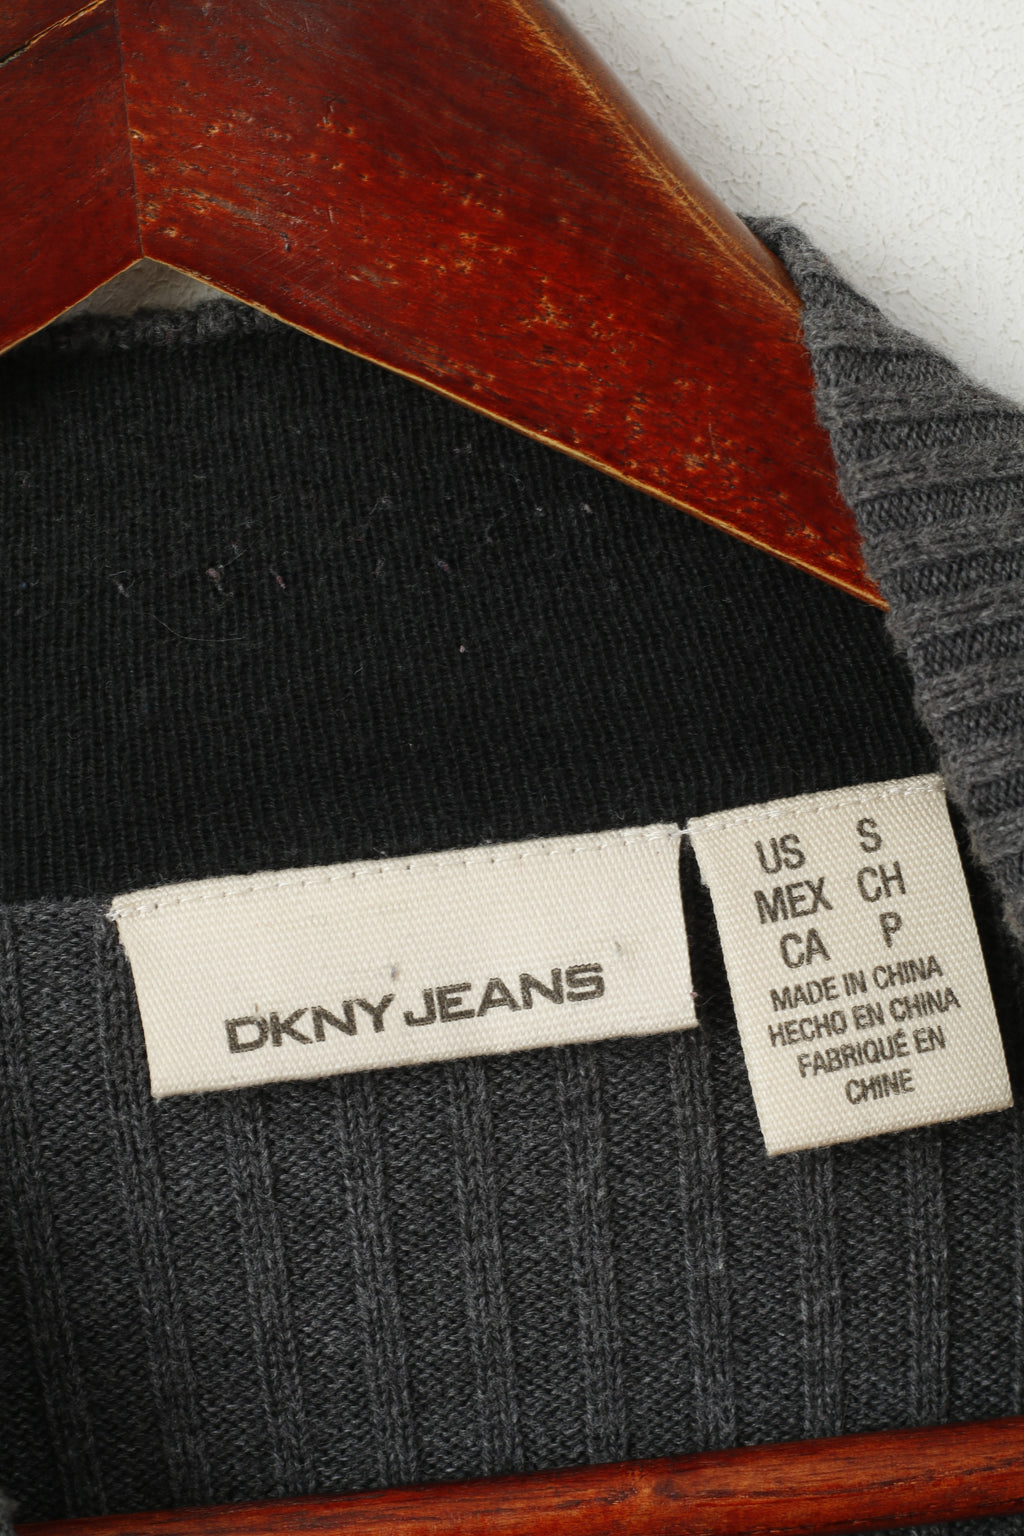 DKNY JEANS
US S
MEX CH
CA P
MADE IN CHINA
HECHO EN CHINA
FABRIQUÉ EN
CHINE